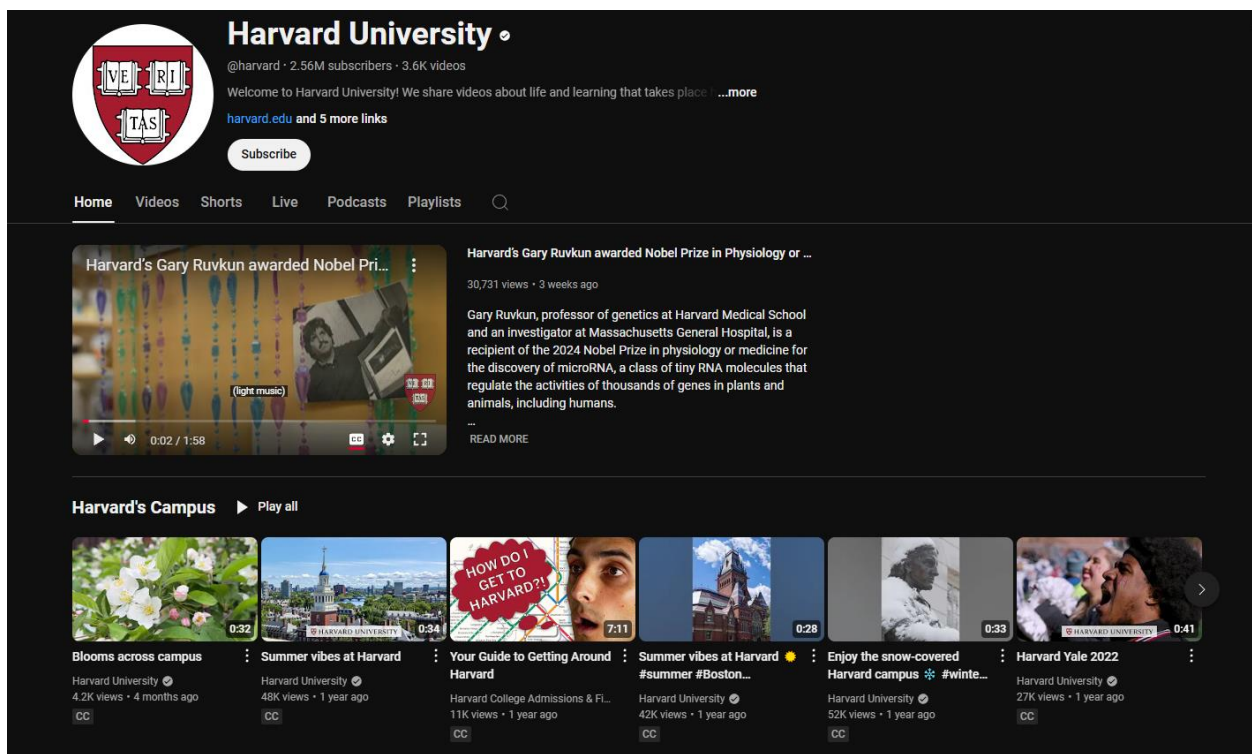 Harvard University
@harvard · 2.56M subscribers · 3.6K videos
Welcome to Harvard University! We share videos about life and learning that takes place ...more
harvard.edu and 5 more links
VE RI
TAS
Subscribe
Home Videos Shorts Live Podcasts Playlists
Harvard's Gary Ruvkun awarded Nobel Pri...
(light music)
0:02 / 1:58
CC
Harvard's Gary Ruvkun awarded Nobel Prize in Physiology or ...
30,731 views • 3 weeks ago
Gary Ruvkun, professor of genetics at Harvard Medical School
and an investigator at Massachusetts General Hospital, is a
recipient of the 2024 Nobel Prize in physiology or medicine for
the discovery of microRNA, a class of tiny RNA molecules that
regulate the activities of thousands of genes in plants and
animals, including humans.
...
READ MORE
Harvard's Campus Play all
0:32
Blooms across campus
Harvard University
4.2K views • 4 months ago
CC
HARVARD UNIVERSITY
0:34
Summer vibes at Harvard
Harvard University
48K views • 1 year ago
CC
HOW DO I
GET TO
HARVARD?!
7:11
Your Guide to Getting Around
Harvard
Harvard College Admissions & Fi...
11K views • 1 year ago
CC
0:28
Summer vibes at Harvard ☀️
#summer #Boston...
Harvard University
42K views • 1 year ago
CC
0:33
Enjoy the snow-covered
Harvard campus ❄️ #winte...
Harvard University
52K views • 1 year ago
CC
HARVARD UNIVERSITY
0:41
Harvard Yale 2022
Harvard University
27K views • 1 year ago
CC